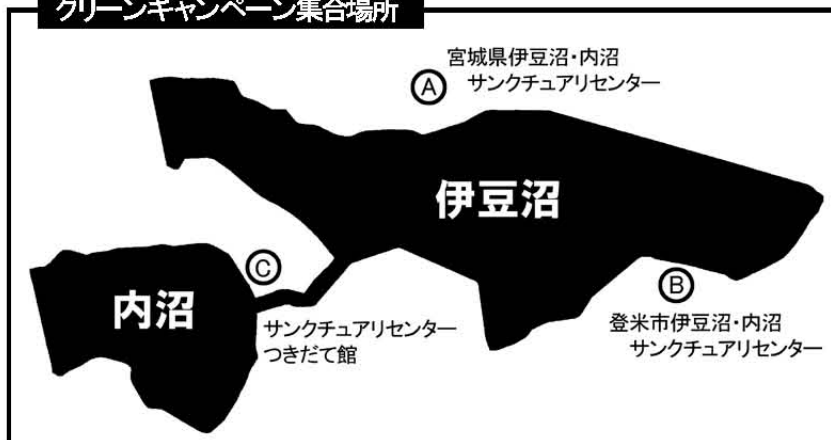 クリーンキャンペーン集合場所
宮城県伊豆沼・内沼
サンクチュアリセンター
A
伊豆沼
C
内沼
サンクチュアリセンター
つきだて館
B
登米市伊豆沼・内沼
サンクチュアリセンター